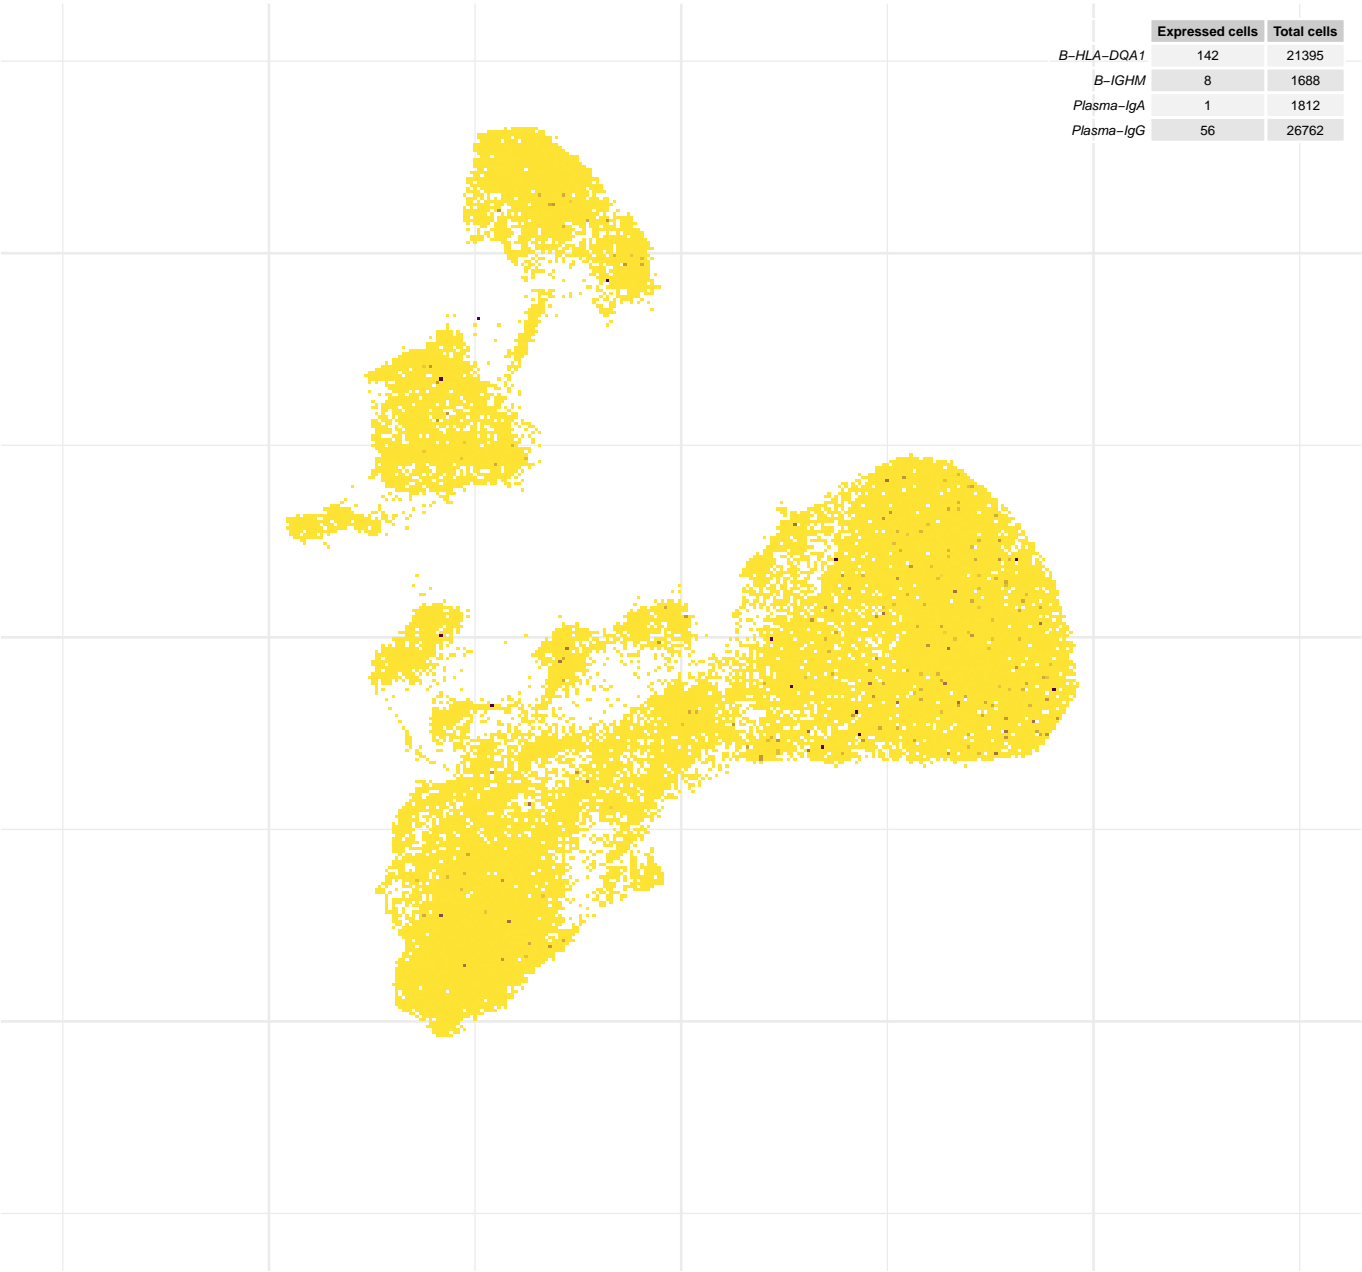 Expressed cells Total cells
B−HLA−DQA1 142 21395
B−IGHM 8 1688
Plasma−IgA 1 1812
Plasma−IgG 56 26762